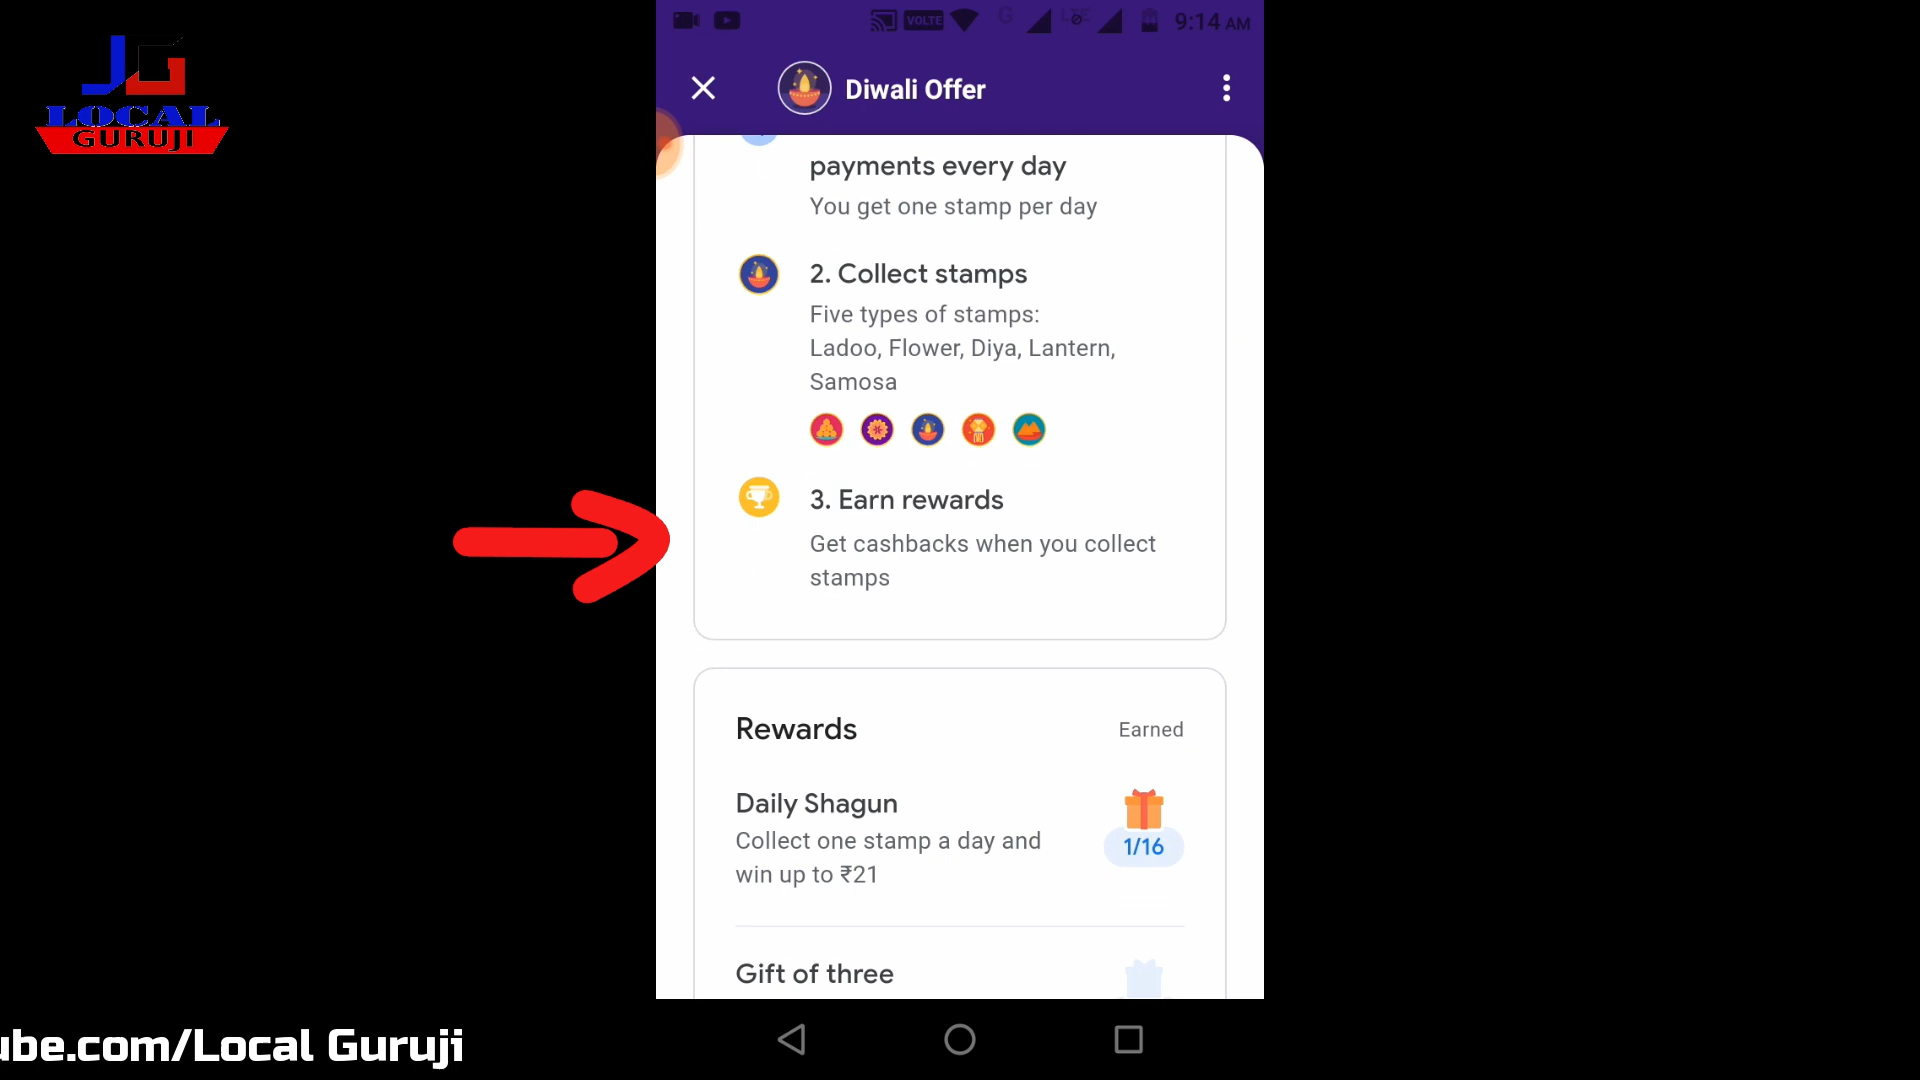 JG
LOCAL
GURUJI
VOLTE
G
LTE
9:14 AM
Diwali Offer
payments every day
You get one stamp per day
2. Collect stamps
Five types of stamps:
Ladoo, Flower, Diya, Lantern,
Samosa
3. Earn rewards
Get cashbacks when you collect
stamps
Rewards
Earned
Daily Shagun
Collect one stamp a day and
win up to ₹21
1/16
Gift of three
ube.com/Local Guruji